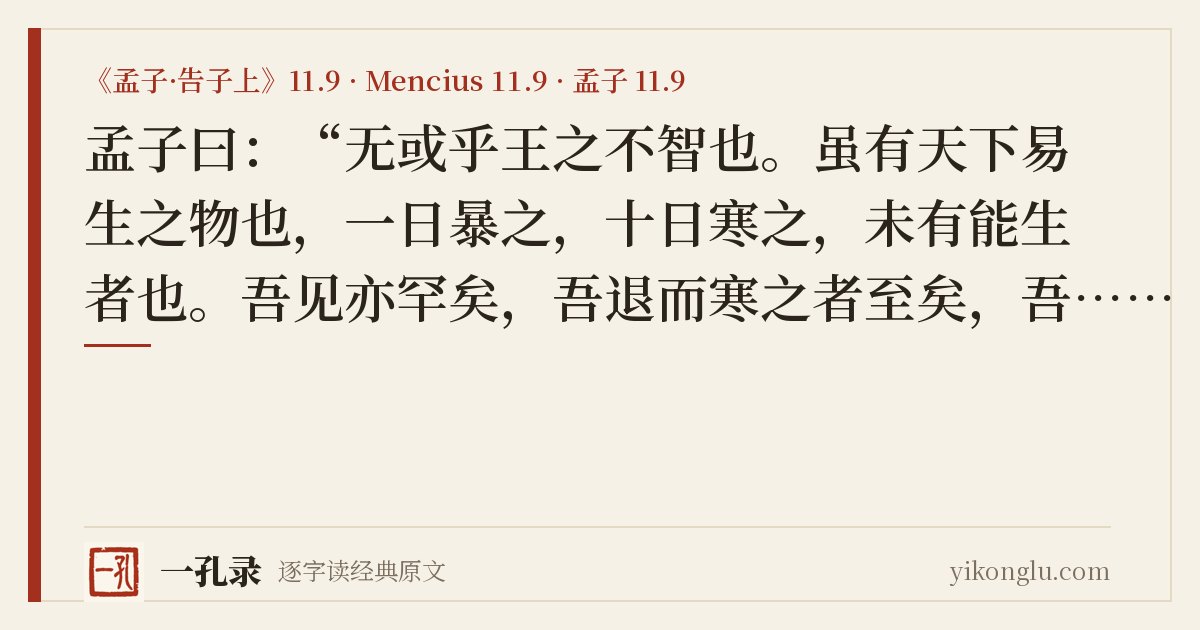 《孟子·告子上》11.9 · Mencius 11.9 · 孟子 11.9
孟子曰：“无或乎王之不智也。虽有天下易
生之物也，一日暴之，十日寒之，未有能生
者也。吾见亦罕矣，吾退而寒之者至矣，吾……
一孔
一孔录 逐字读经典原文
yikonglu.com